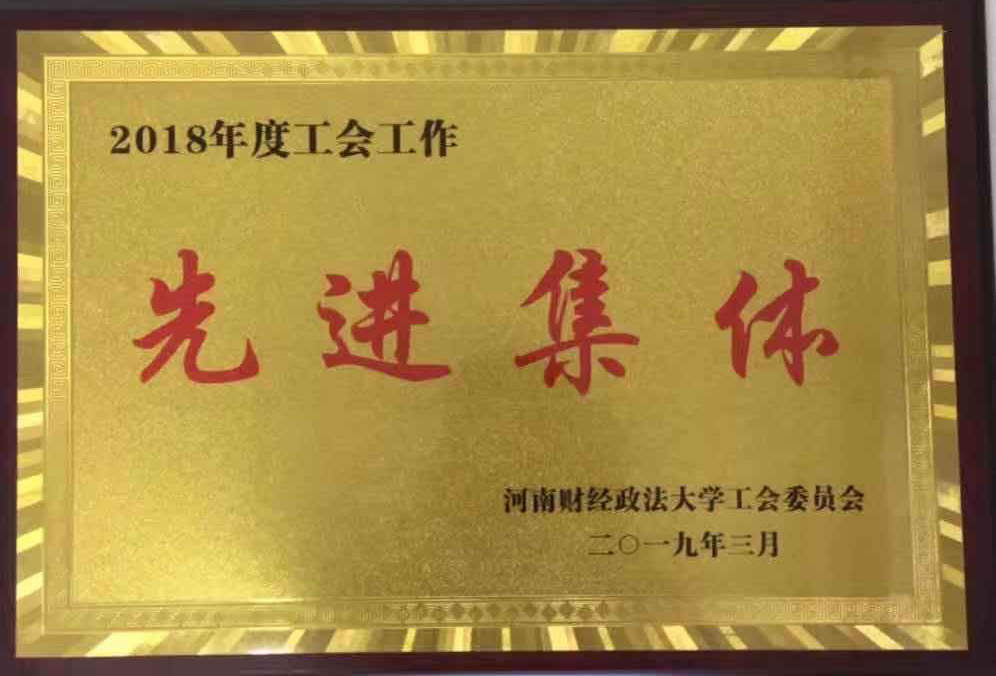 2018年度工会工作
先进集体
河南财经政法大学工会委员会
二〇一九年三月